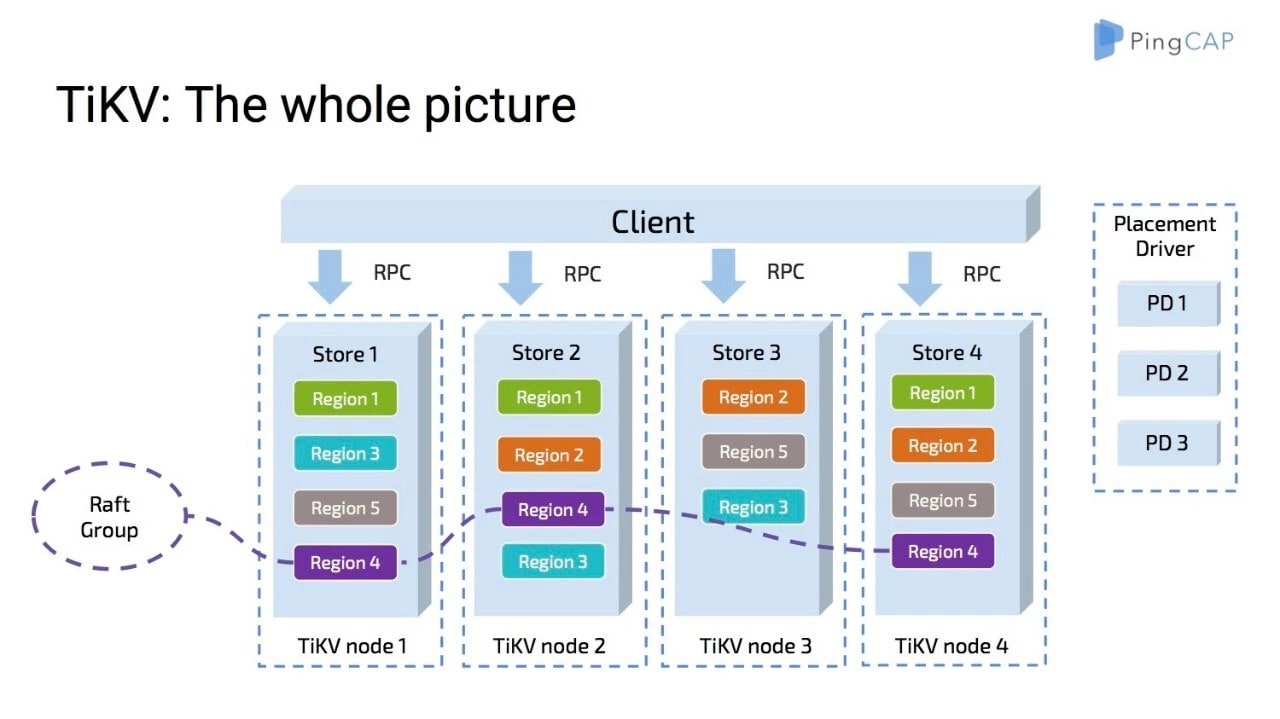 PingCAP
TiKV: The whole picture
Client
RPC
RPC
RPC
RPC
Placement
Driver
PD 1
PD 2
PD 3
Store 1
Region 1
Region 3
Region 5
Region 4
TiKV node 1
Store 2
Region 1
Region 2
Region 4
Region 3
TiKV node 2
Store 3
Region 2
Region 5
Region 3
TiKV node 3
Store 4
Region 1
Region 2
Region 5
Region 4
TiKV node 4
Raft
Group